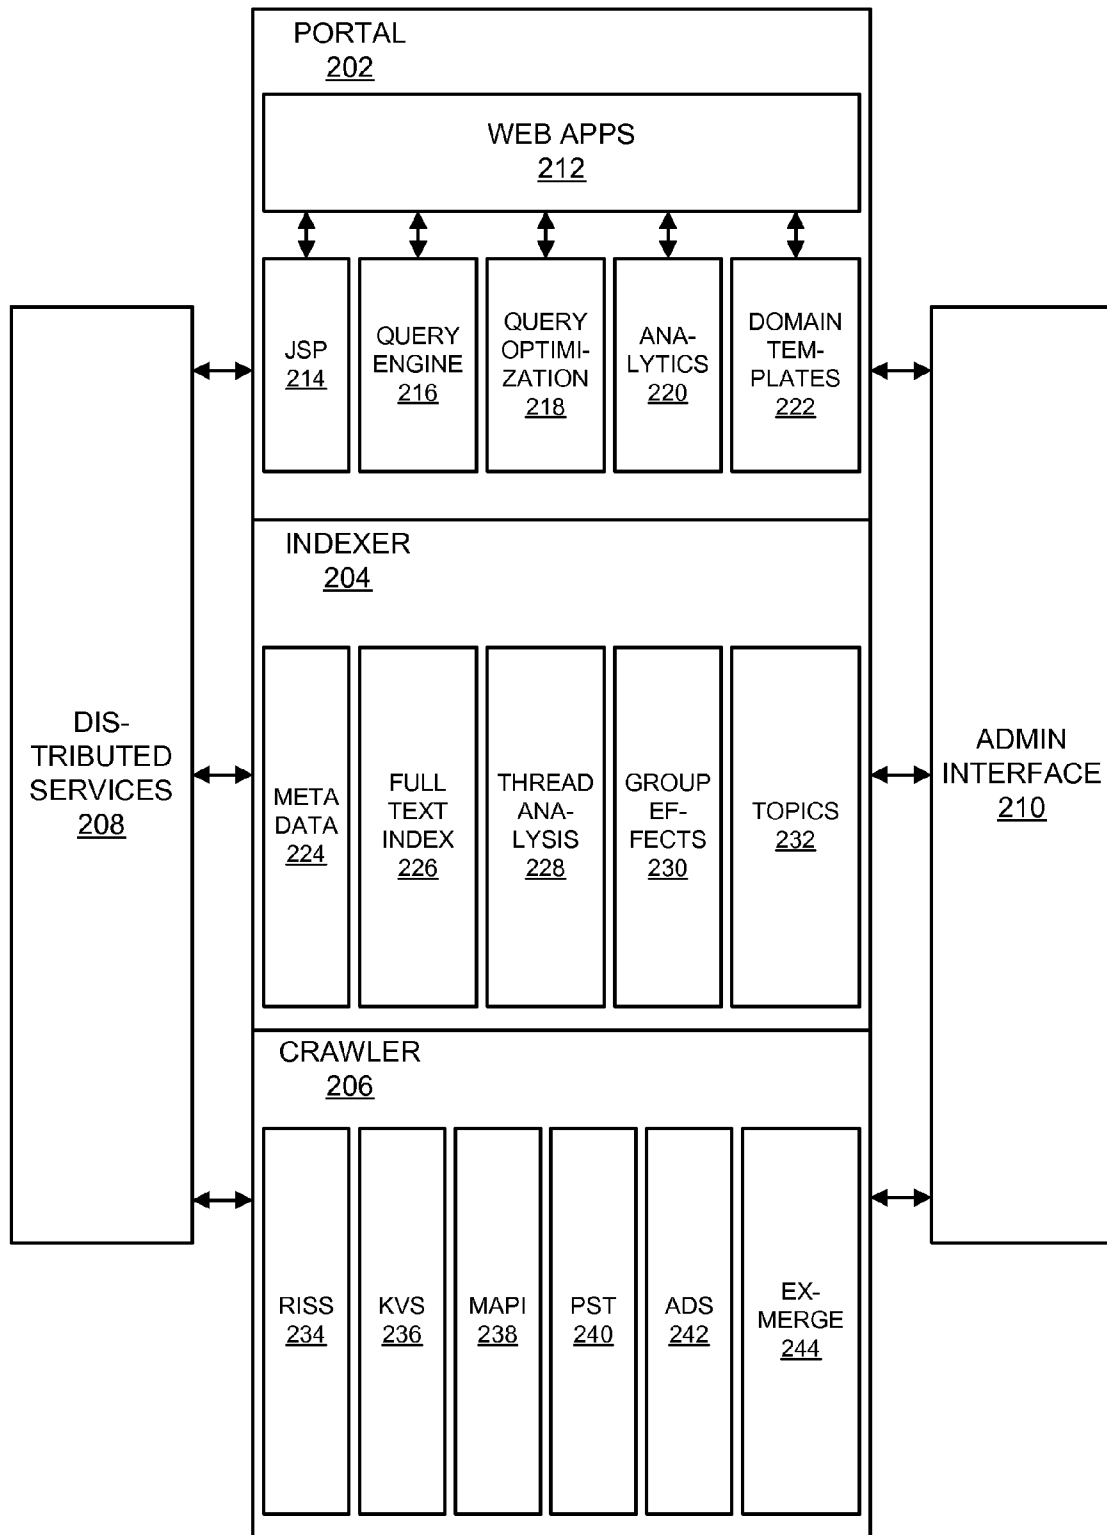 PORTAL
202
WEB APPS
212
JSP
214
QUERY
ENGINE
216
QUERY
OPTIMI-
ZATION
218
ANA-
LYTICS
220
DOMAIN
TEM-
PLATES
222
DIS-
TRIBUTED
SERVICES
208
INDEXER
204
META
DATA
224
FULL
TEXT
INDEX
226
THREAD
ANA-
LYSIS
228
GROUP
EF-
FECTS
230
TOPICS
232
ADMIN
INTERFACE
210
CRAWLER
206
RISS
234
KVS
236
MAPI
238
PST
240
ADS
242
EX-
MERGE
244